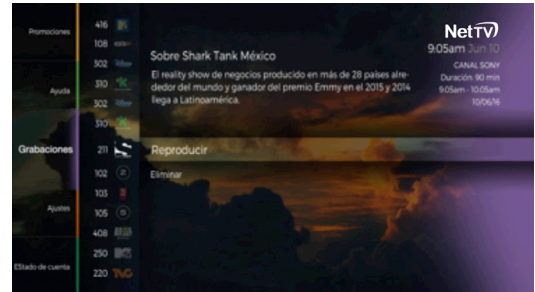 NetTV
9:05am Jun 10
CANAL SONY
Duración: 90 min
9:05am - 10:05am
10/06/16
Promociones
Ayuda
Grabaciones
Ajustes
EStado de cuenta
416
108
302
310
302
310
211
102
103
105
408
250
220 TVG
Sobre Shark Tank México
El reality show de negocios producido en más de 28 países alre-
dedor del mundo y ganador del premio Emmy en el 2015 y 2014
llega a Latinoamérica.
Reproducir
Eliminar